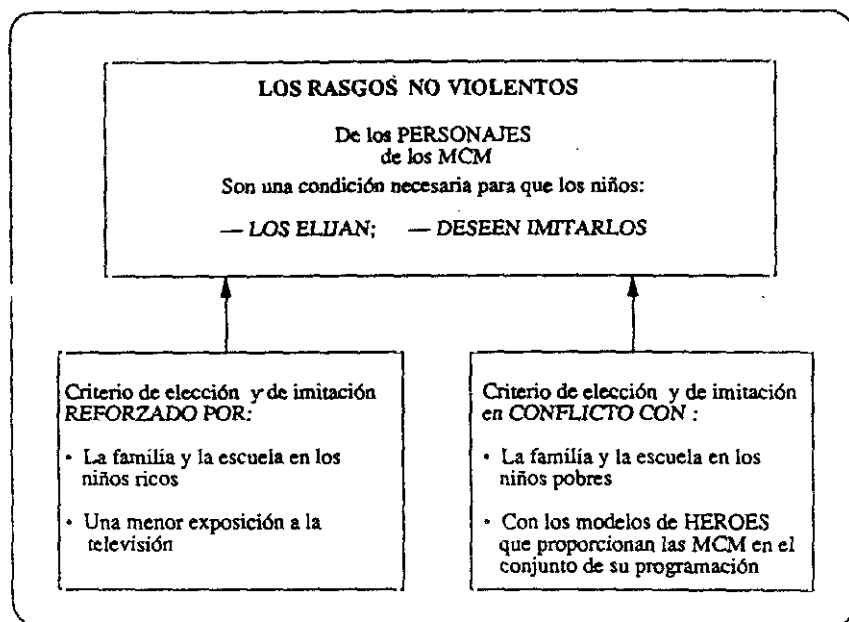 LOS RASGOS NO VIOLENTOS
De los PERSONAJES
de los MCM
Son una condición necesaria para que los niños:
— LOS ELIJAN; — DESEEN IMITARLOS
Criterio de elección y de imitación
REFORZADO POR:
• La familia y la escuela en los
niños ricos
• Una menor exposición a la
televisión
Criterio de elección y de imitación
en CONFLICTO CON :
• La familia y la escuela en los
niños pobres
• Con los modelos de HEROES
que proporcionan las MCM en el
conjunto de su programación